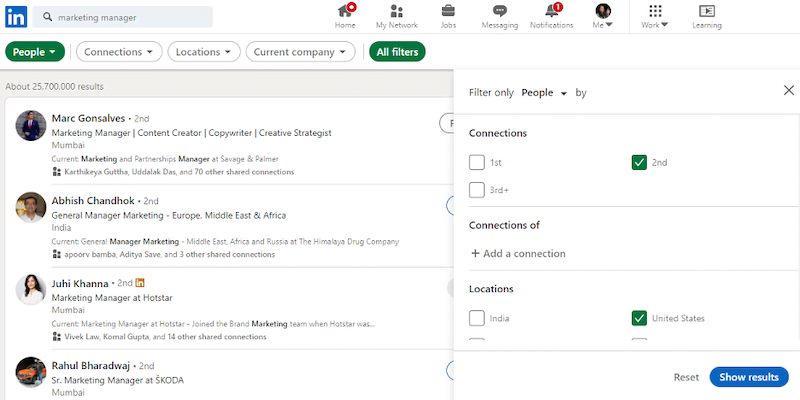 in
marketing manager
Home
My Network
Jobs
Messaging
1
Notifications
Me
Work
Learning
People
Connections
Locations
Current company
All filters
About 25,700,000 results
Marc Gonsalves • 2nd
Marketing Manager | Content Creator | Copywriter | Creative Strategist
Mumbai
Current: Marketing and Partnerships Manager at Savage & Palmer
Karthikeya Guttha, Uddalak Das, and 70 other shared connections
Abhish Chandhok • 2nd
General Manager Marketing - Europe. Middle East & Africa
India
Current: General Manager Marketing - Middle East, Africa and Russia at The Himalaya Drug Company
apoorv bamba, Aditya Save, and 3 other shared connections
Juhi Khanna • 2nd in
Marketing Manager at Hotstar
Mumbai
Current: Marketing Manager at Hotstar - Joined the Brand Marketing team when Hotstar was...
Vivek Law, Komal Gupta, and 14 other shared connections
Rahul Bharadwaj • 2nd
Sr. Marketing Manager at ŠKODA
Mumbai
Filter only People by
Connections
1st
2nd
3rd+
Connections of
+ Add a connection
Locations
India
United States
Reset
Show results